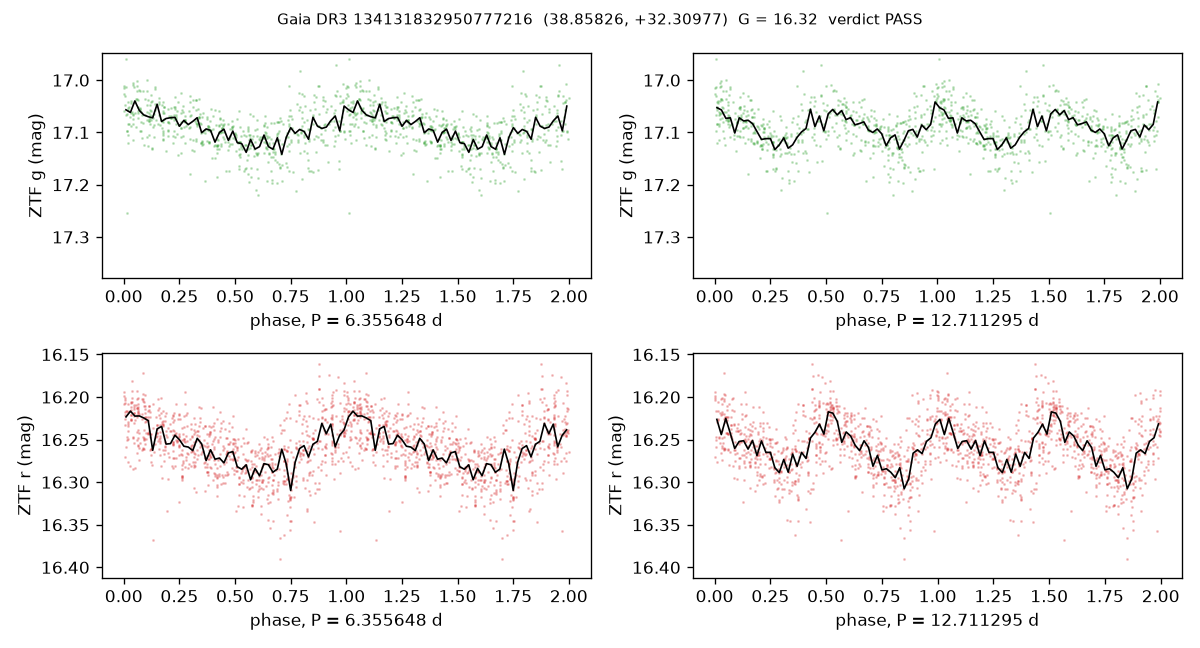 Gaia DR3 134131832950777216  (38.85826, +32.30977)  G = 16.32  verdict PASS
ZTF g (mag)
17.0
17.1
17.2
17.3
0.00 0.25 0.50 0.75 1.00 1.25 1.50 1.75 2.00
phase, P = 6.355648 d
ZTF g (mag)
17.0
17.1
17.2
17.3
0.00 0.25 0.50 0.75 1.00 1.25 1.50 1.75 2.00
phase, P = 12.711295 d
ZTF r (mag)
16.15
16.20
16.25
16.30
16.35
16.40
0.00 0.25 0.50 0.75 1.00 1.25 1.50 1.75 2.00
phase, P = 6.355648 d
ZTF r (mag)
16.15
16.20
16.25
16.30
16.35
16.40
0.00 0.25 0.50 0.75 1.00 1.25 1.50 1.75 2.00
phase, P = 12.711295 d